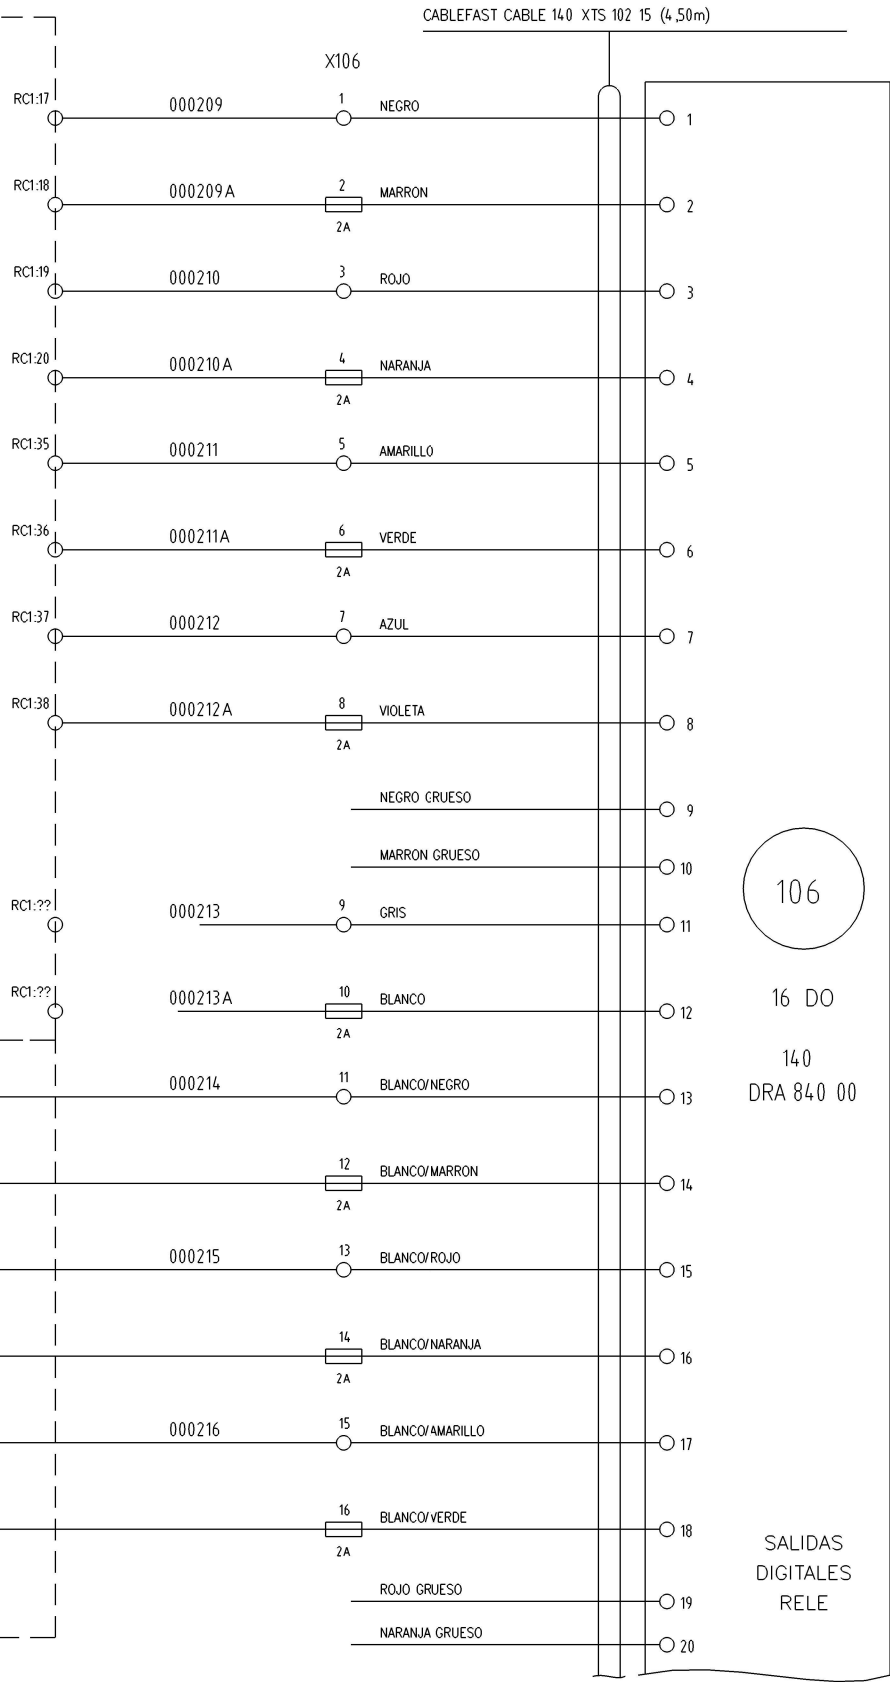 CABLEFAST CABLE 140 XTS 102 15 (4,50m)
X106
RC1:17 000209 1 NEGRO 1
RC1:18 000209A 2 MARRON 2
2A
RC1:19 000210 3 ROJO 3
RC1:20 000210A 4 NARANJA 4
2A
RC1:35 000211 5 AMARILLO 5
RC1:36 000211A 6 VERDE 6
2A
RC1:37 000212 7 AZUL 7
RC1:38 000212A 8 VIOLETA 8
2A
NEGRO GRUESO 9
MARRON GRUESO 10
RC1:?? 000213 9 GRIS 11
RC1:?? 000213A 10 BLANCO 12
2A
000214 11 BLANCO/NEGRO 13
12 BLANCO/MARRON 14
2A
000215 13 BLANCO/ROJO 15
14 BLANCO/NARANJA 16
2A
000216 15 BLANCO/AMARILLO 17
16 BLANCO/VERDE 18
2A
ROJO GRUESO 19
NARANJA GRUESO 20
106
16 DO
140
DRA 840 00
SALIDAS
DIGITALES
RELE